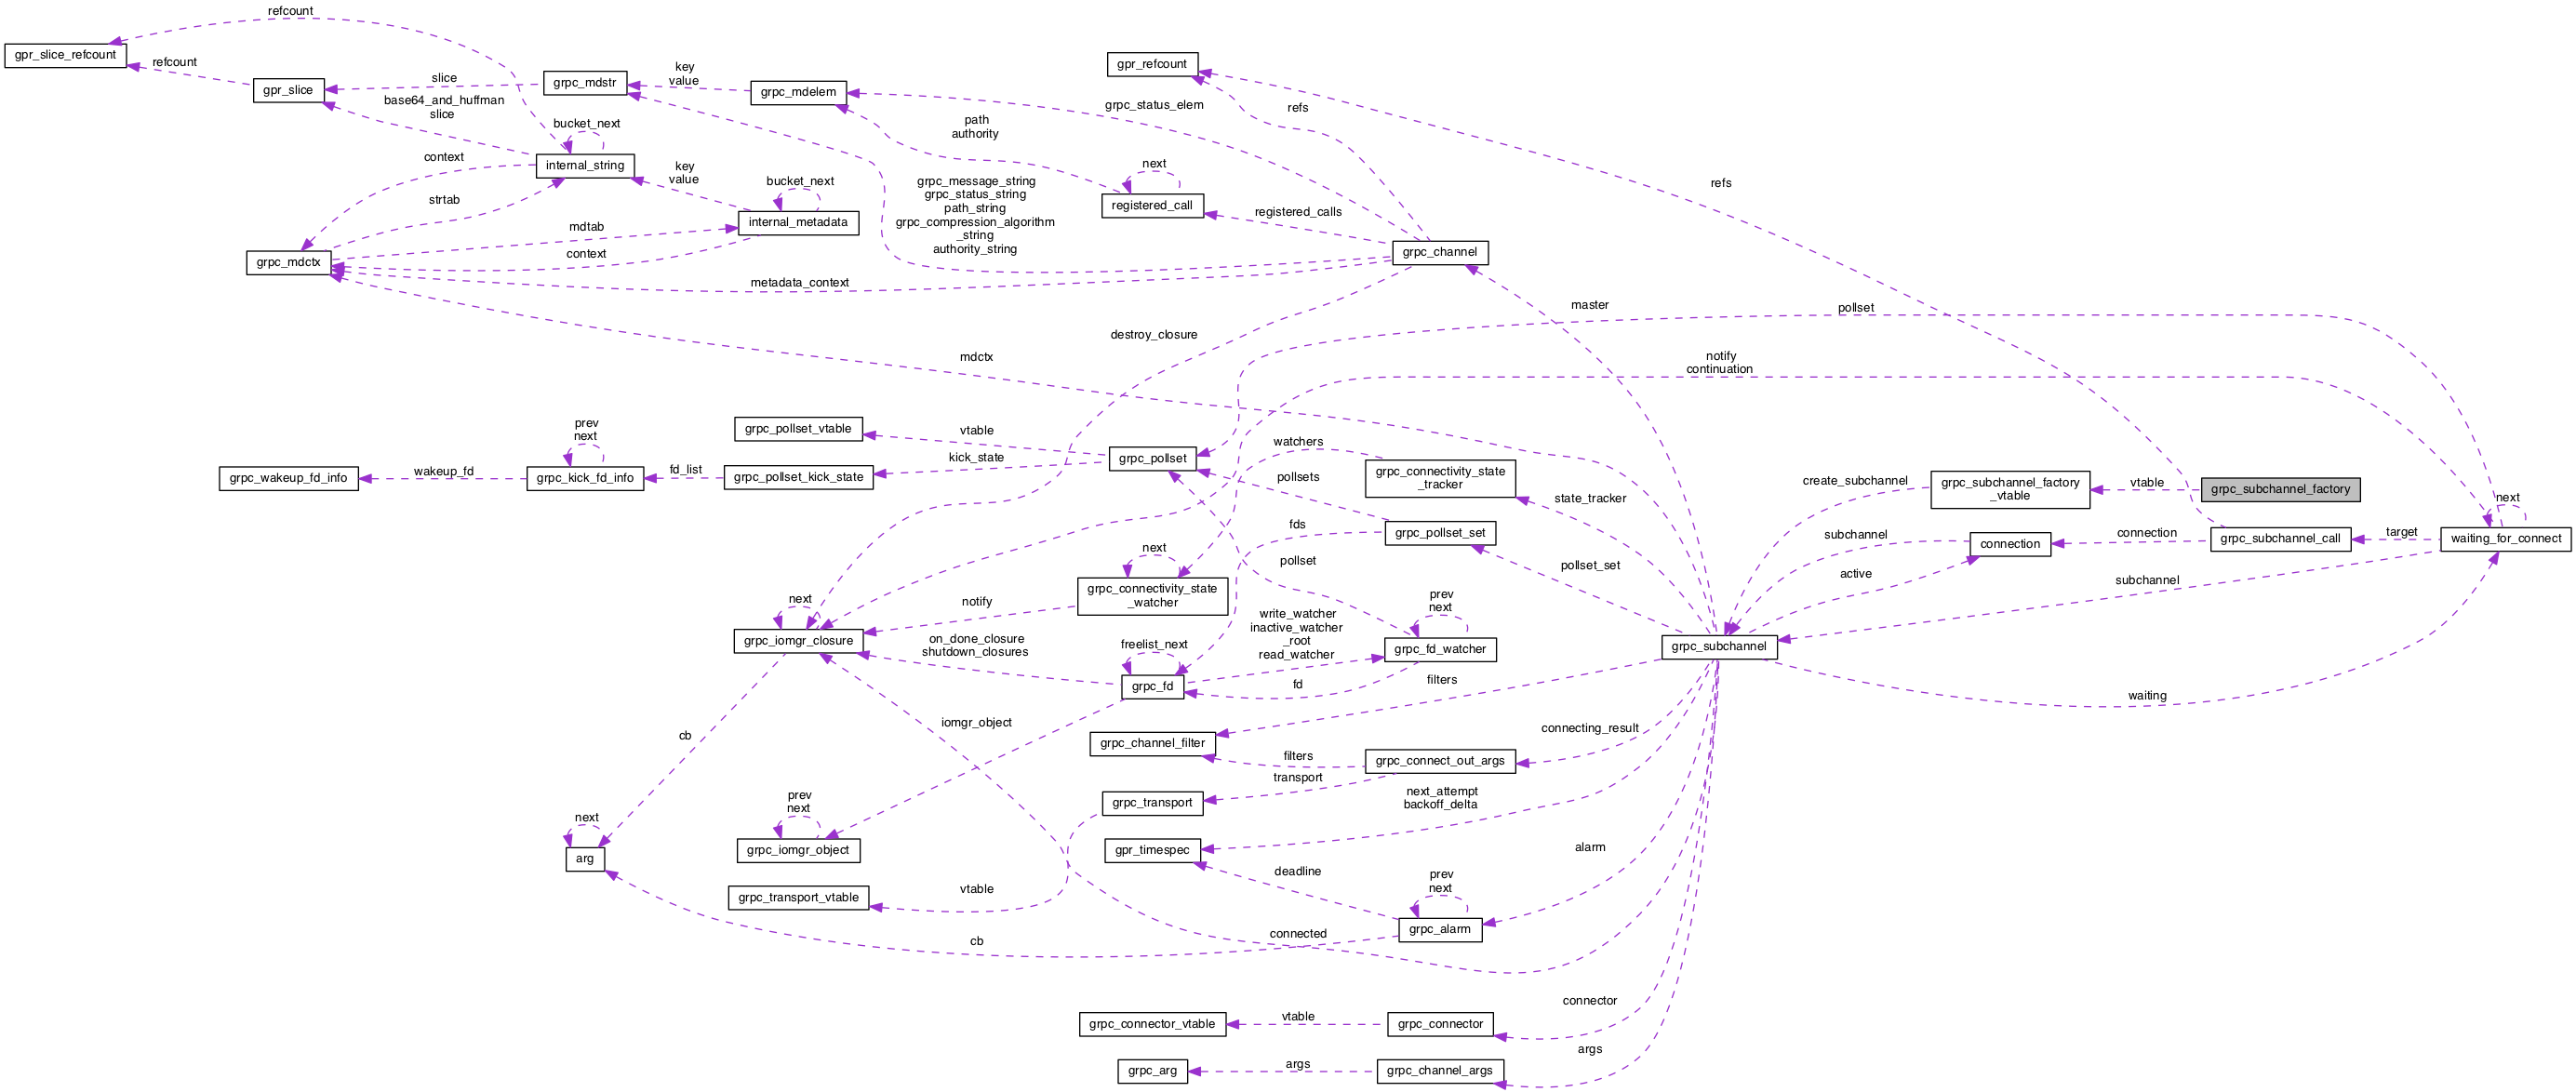 refcount
gpr_slice_refcount
refcount
gpr_slice
slice
base64_and_huffman
slice
grpc_mdstr
key
value
grpc_mdelem
gpr_refcount
grpc_status_elem
refs
path
authority
bucket_next
internal_string
context
strtab
key
value
bucket_next
internal_metadata
mdtab
context
grpc_mdctx
grpc_message_string
grpc_status_string
path_string
grpc_compression_algorithm
_string
authority_string
next
registered_call
registered_calls
grpc_channel
metadata_context
refs
destroy_closure
master
pollset
mdctx
notify
continuation
grpc_pollset_vtable
vtable
kick_state
grpc_pollset
watchers
pollsets
grpc_connectivity_state
_tracker
state_tracker
grpc_wakeup_fd_info
wakeup_fd
prev
next
grpc_kick_fd_info
fd_list
grpc_pollset_kick_state
create_subchannel
grpc_subchannel_factory
_vtable
vtable
grpc_subchannel_factory
fds
grpc_pollset_set
pollset_set
subchannel
connection
connection
grpc_subchannel_call
target
next
waiting_for_connect
active
subchannel
next
grpc_connectivity_state
_watcher
pollset
notify
next
grpc_iomgr_closure
on_done_closure
shutdown_closures
freelist_next
grpc_fd
write_watcher
inactive_watcher
_root
read_watcher
fd
prev
next
grpc_fd_watcher
grpc_subchannel
filters
waiting
iomgr_object
cb
grpc_channel_filter
filters
transport
grpc_connect_out_args
connecting_result
grpc_transport
next_attempt
backoff_delta
prev
next
grpc_iomgr_object
next
arg
gpr_timespec
deadline
alarm
grpc_transport_vtable
vtable
prev
next
grpc_alarm
cb
connected
connector
grpc_connector_vtable
vtable
grpc_connector
args
grpc_arg
args
grpc_channel_args